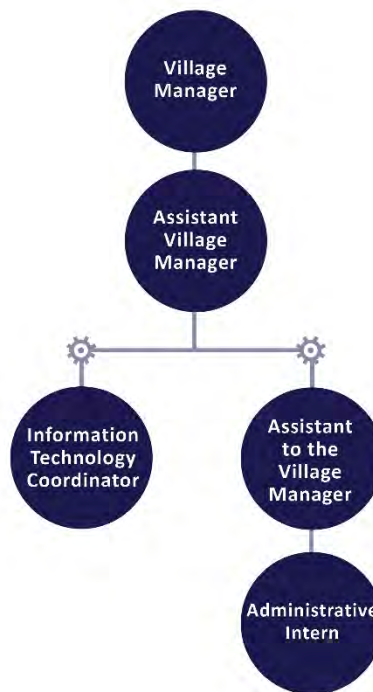 Village
Manager
Assistant
Village
Manager
Information
Technology
Coordinator
Assistant
to the
Village
Manager
Administrative
Intern